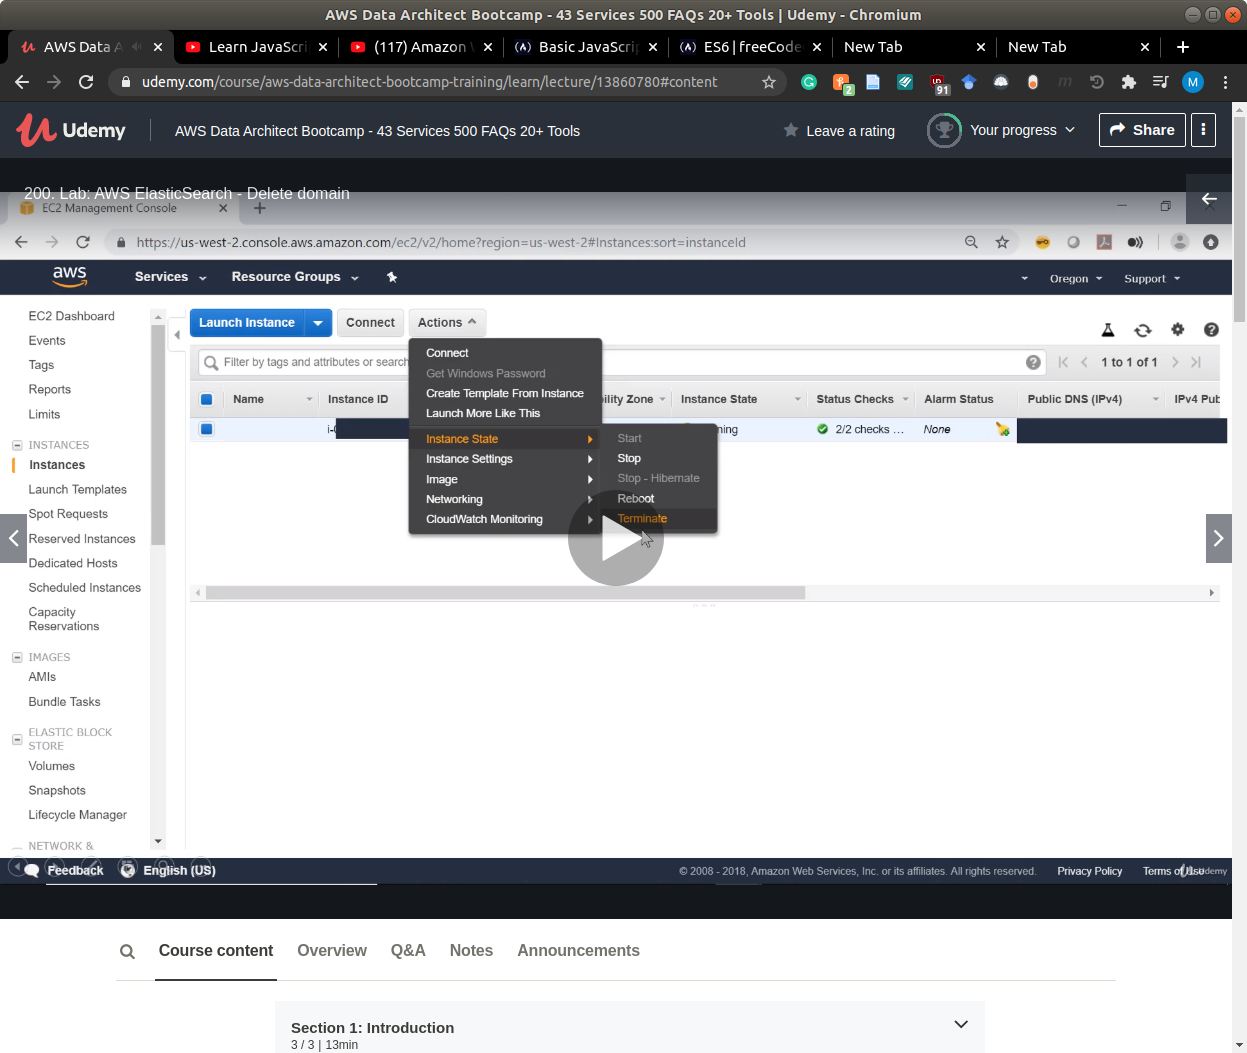 AWS Data Architect Bootcamp - 43 Services 500 FAQs 20+ Tools | Udemy - Chromium
AWS Data A
Learn JavaScri
(117) Amazon
Basic JavaScrip
ES6 | freeCode
New Tab
New Tab
udemy.com/course/aws-data-architect-bootcamp-training/learn/lecture/13860780#content
2
91
M
Udemy
AWS Data Architect Bootcamp - 43 Services 500 FAQs 20+ Tools
Leave a rating
Your progress
Share
200. Lab: AWS ElasticSearch - Delete domain
EC2 Management Console
https://us-west-2.console.aws.amazon.com/ec2/v2/home?region=us-west-2#Instances:sort=instanceId
aws
Services
Resource Groups
Oregon
Support
EC2 Dashboard
Events
Tags
Reports
Limits
INSTANCES
Instances
Launch Templates
Spot Requests
Reserved Instances
Dedicated Hosts
Scheduled Instances
Capacity
Reservations
IMAGES
AMIs
Bundle Tasks
ELASTIC BLOCK
STORE
Volumes
Snapshots
Lifecycle Manager
NETWORK &
Launch Instance
Connect
Actions
Filter by tags and attributes or search
1 to 1 of 1
Name
Instance ID
ility Zone
Instance State
Status Checks
Alarm Status
Public DNS (IPv4)
IPv4 Pub
ning
2/2 checks ...
None
Connect
Get Windows Password
Create Template From Instance
Launch More Like This
Instance State
Instance Settings
Image
Networking
CloudWatch Monitoring
Start
Stop
Stop - Hibernate
Reboot
Terminate
Feedback
English (US)
© 2008 - 2018, Amazon Web Services, Inc. or its affiliates. All rights reserved.
Privacy Policy
Terms of Use
Udemy
Course content
Overview
Q&A
Notes
Announcements
Section 1: Introduction
3 / 3 | 13min